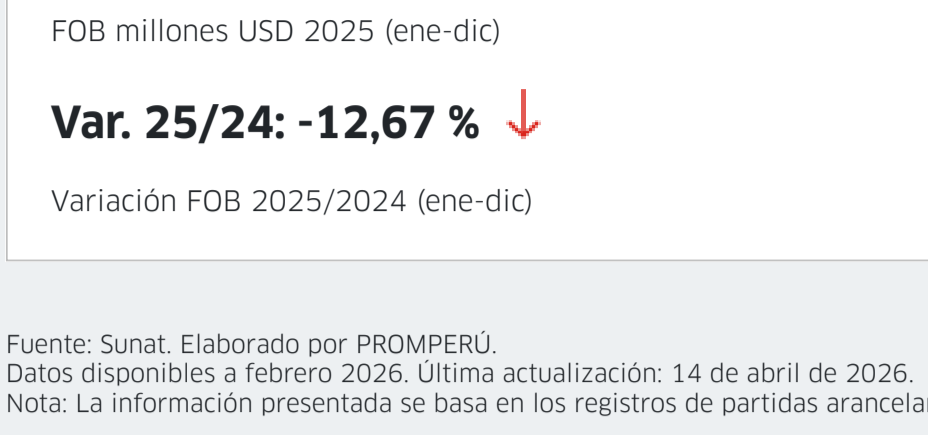 FOB millones USD 2025 (ene-dic)
Var. 25/24: -12,67 %
Variación FOB 2025/2024 (ene-dic)
Fuente: Sunat. Elaborado por PROMPERÚ.
Datos disponibles a febrero 2026. Última actualización: 14 de abril de 2026.
Nota: La información presentada se basa en los registros de partidas